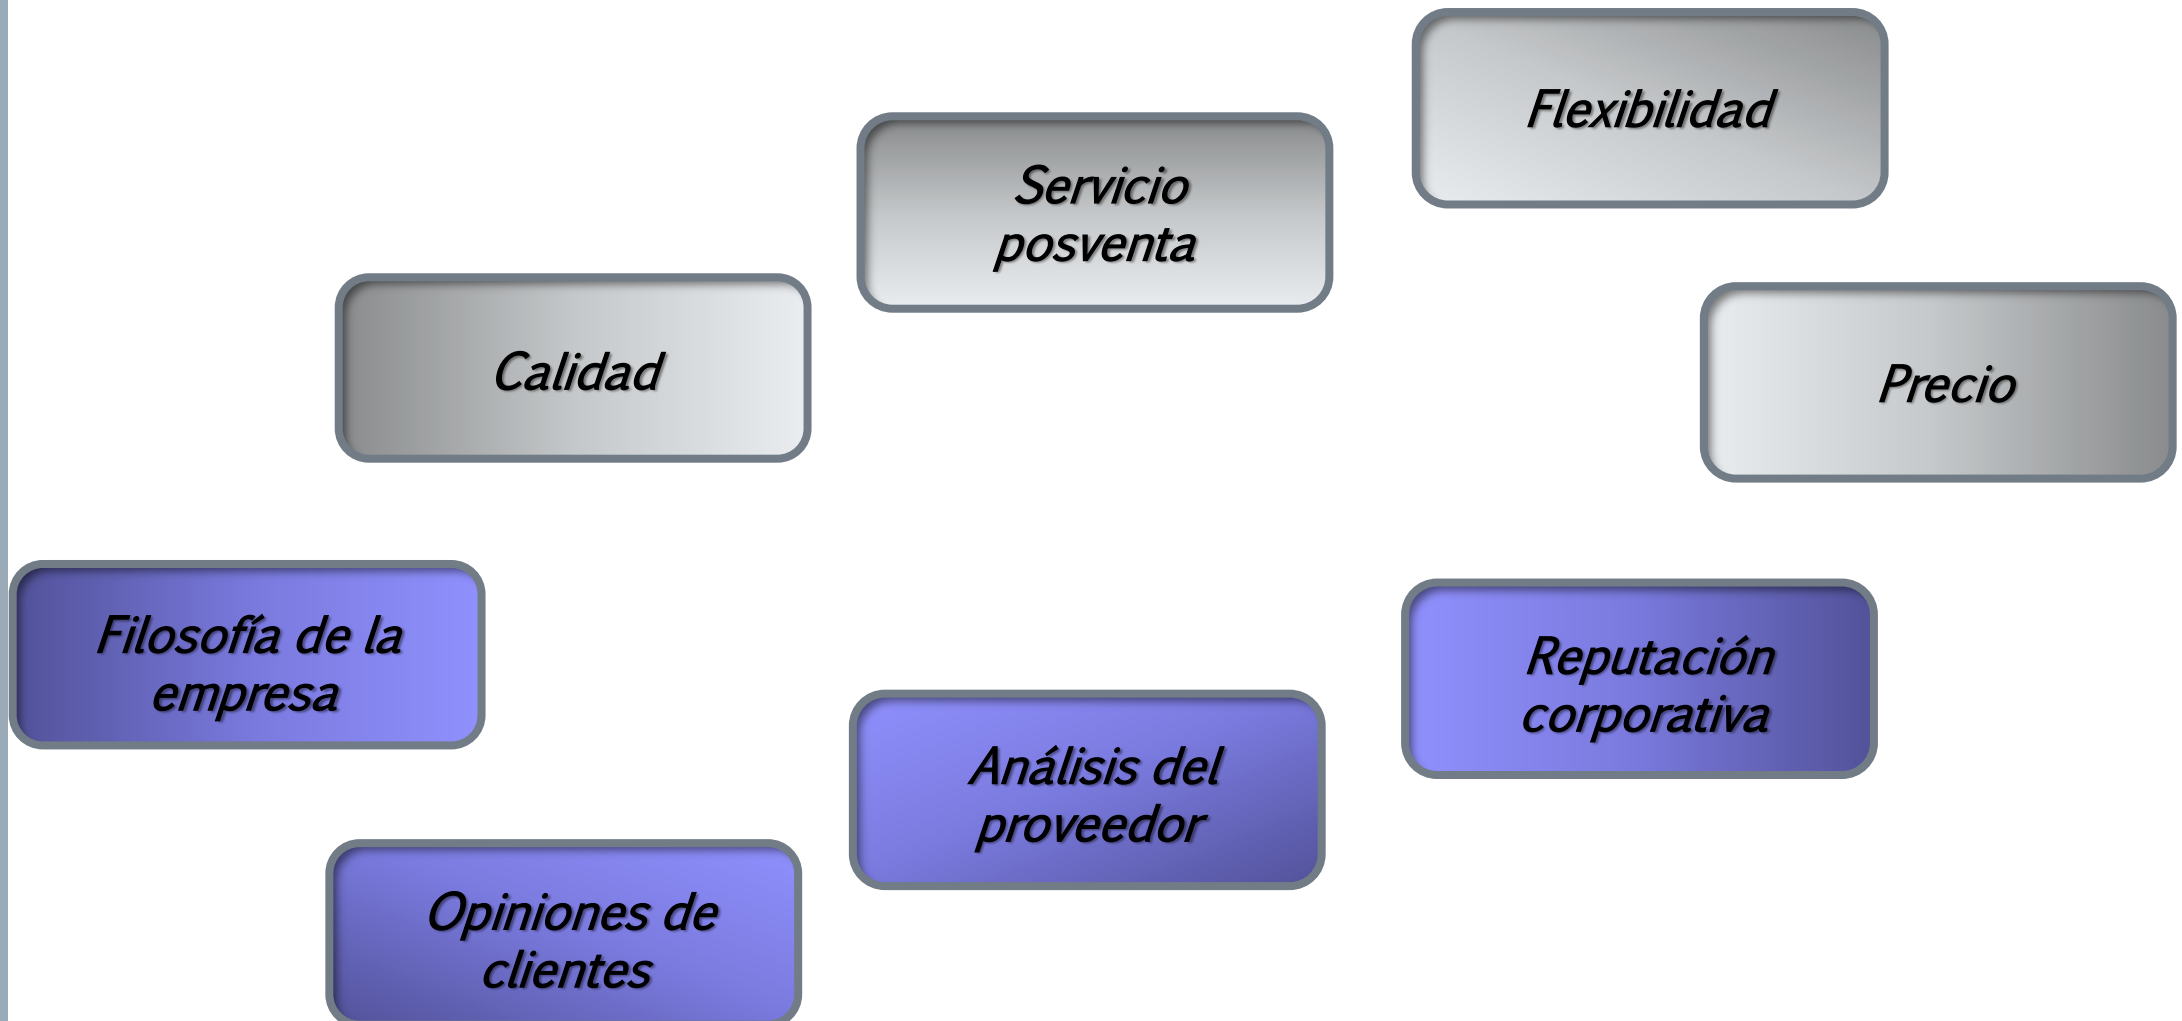 Flexibilidad
Servicio
posventa
Calidad
Precio
Filosofía de la
empresa
Reputación
corporativa
Análisis del
proveedor
Opiniones de
clientes